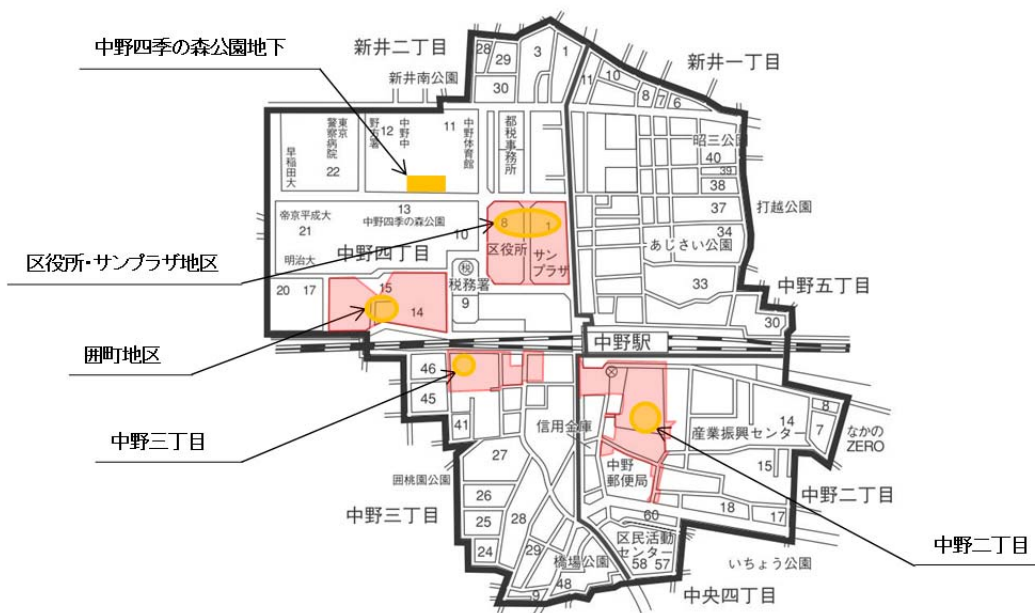 中野四季の森公園地下
新井二丁目
新井一丁目
新井南公園
28
29
30
3
1
11
10
8
7
6
早稲田大
東京
警察病院
22
野方署
12
中野中
11
中野体育館
都税事務所
昭三公園
40
39
38
37
打越公園
34
あじさい公園
33
中野五丁目
30
帝京平成大
21
13
中野四季の森公園
中野四丁目
10
明治大
8
区役所
1
サン
プラザ
区役所・サンプラザ地区
税
税務署
9
20
17
15
14
囲町地区
中野駅
46
45
41
中野三丁目
信用金庫
27
囲桃園公園
26
25
24
28
29
中野三丁目
橋場公園
48
9
中野
郵便局
産業振興センター
14
8
7
なかの
ZERO
15
中野二丁目
18
17
60
区民活動
センター
58
57
いちょう公園
中央四丁目
中野二丁目